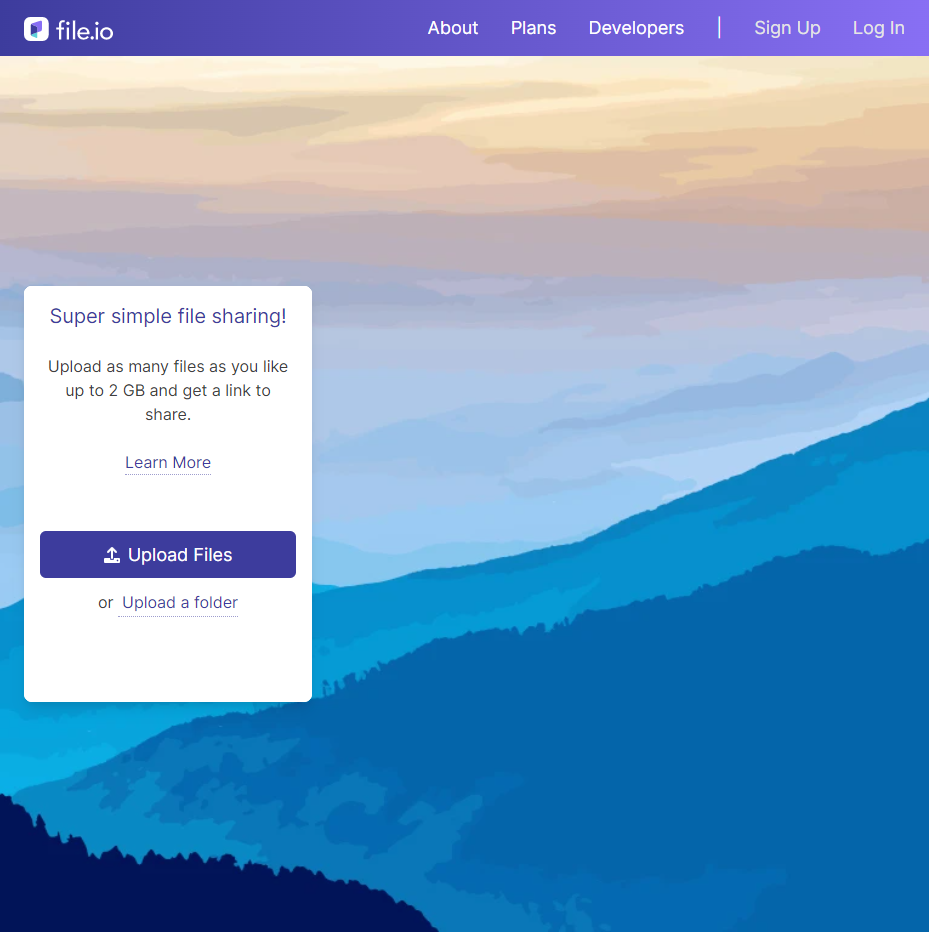 file.io About Plans Developers | Sign Up Log In
Super simple file sharing!
Upload as many files as you like
up to 2 GB and get a link to
share.
Learn More
Upload Files
or Upload a folder